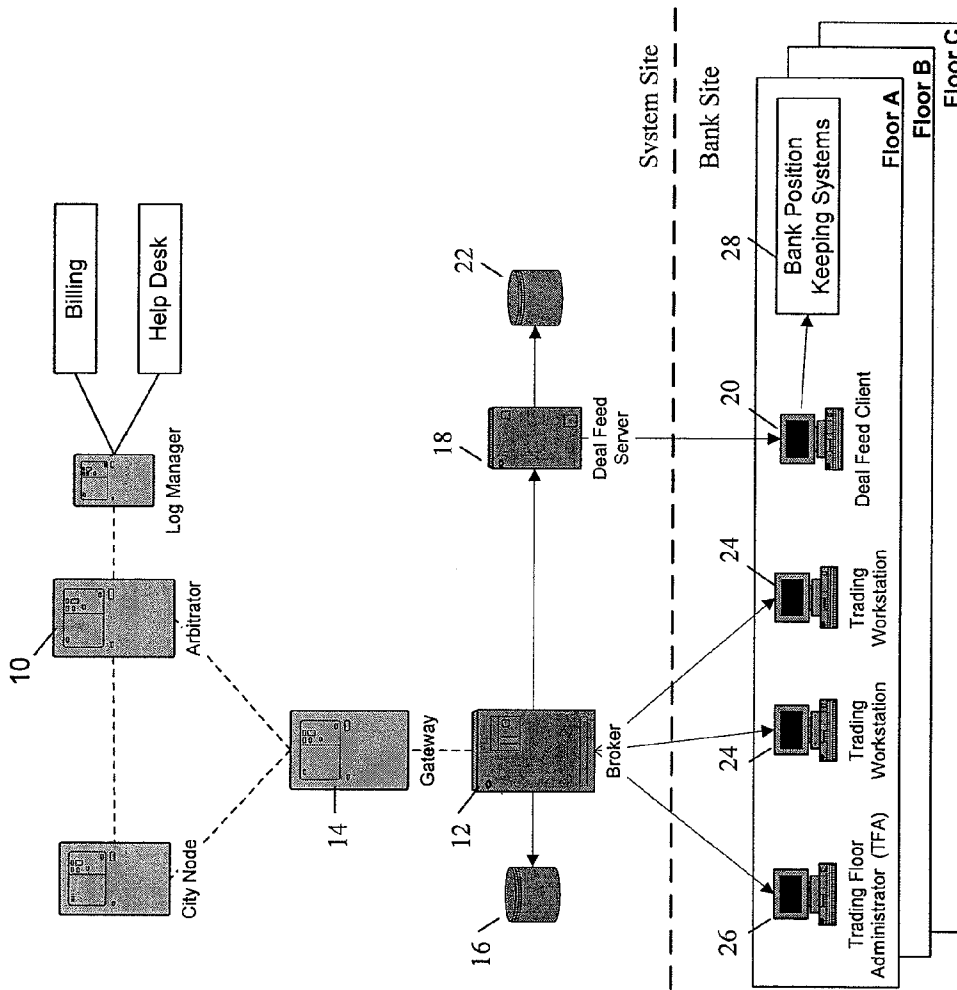 Billing
Help Desk
Log Manager
10
Arbitrator
City Node
14
Gateway
22
18
Deal Feed
Server
12
Broker
16
System Site
Bank Site
28
Bank Position
Keeping Systems
20
Deal Feed Client
24
Trading
Workstation
24
Trading
Workstation
26
Trading Floor
Administrator (TFA)
Floor A
Floor B
Floor C